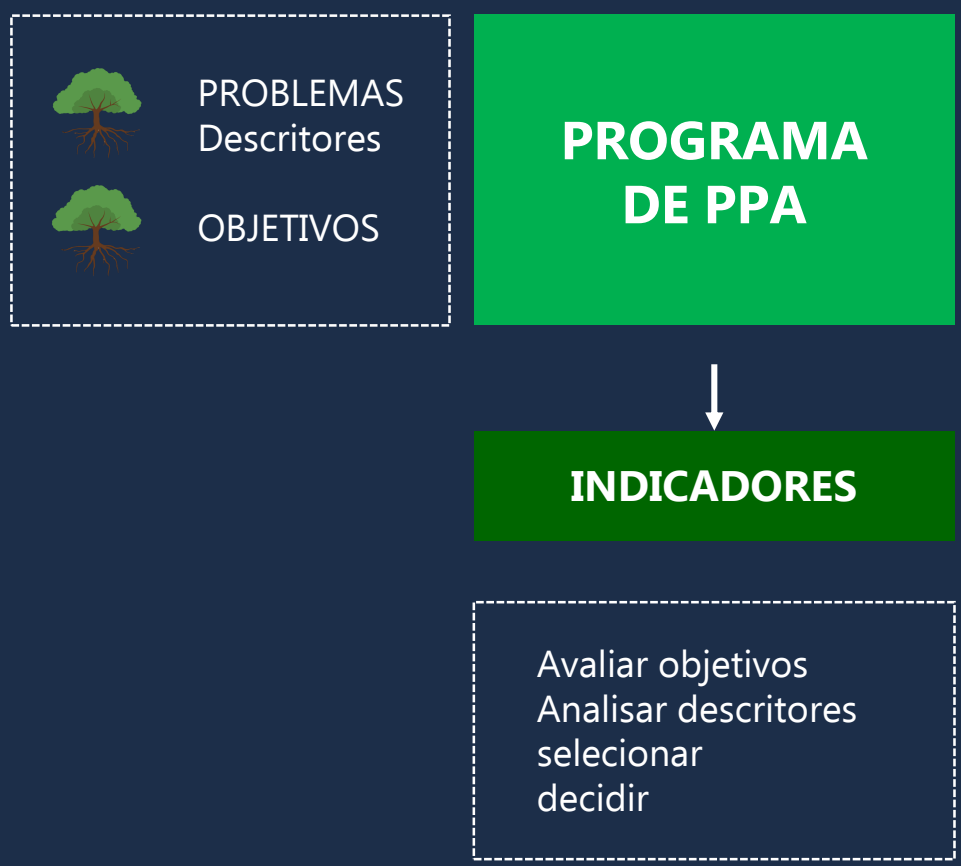 PROBLEMAS
Descritores
OBJETIVOS
PROGRAMA
DE PPA
INDICADORES
Avaliar objetivos
Analisar descritores
selecionar
decidir